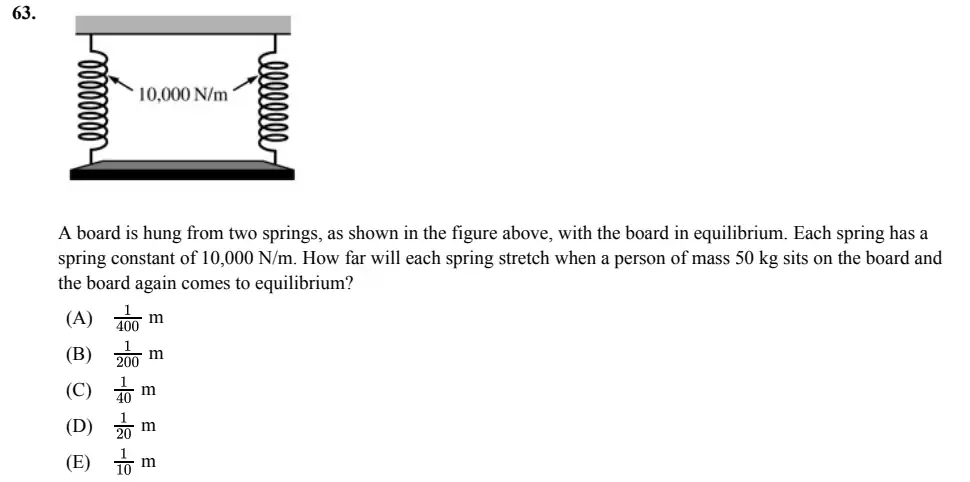 63.
10,000 N/m
A board is hung from two springs, as shown in the figure above, with the board in equilibrium. Each spring has a
spring constant of 10,000 N/m. How far will each spring stretch when a person of mass 50 kg sits on the board and
the board again comes to equilibrium?
(A) 1/400 m
(B) 1/200 m
(C) 1/40 m
(D) 1/20 m
(E) 1/10 m